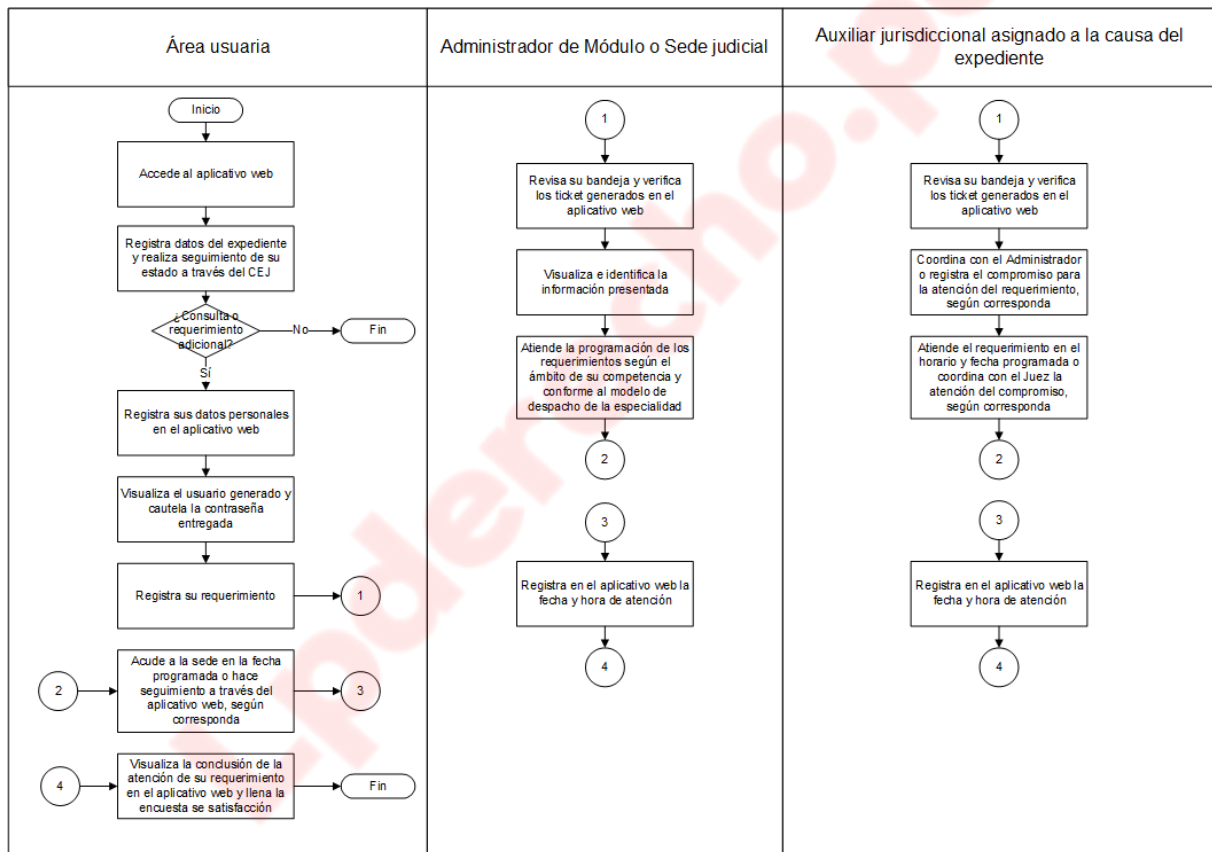 Área usuaria
Administrador de Módulo o Sede judicial
Auxiliar jurisdiccional asignado a la causa del
expediente
Inicio
Accede al aplicativo web
Registra datos del expediente
y realiza seguimiento de su
estado a través del CEJ
¿Consulta o
requerimiento
adicional?
No
Fin
Sí
Registra sus datos personales
en el aplicativo web
Visualiza el usuario generado y
cautela la contraseña
entregada
Registra su requerimiento
1
2
Acude a la sede en la fecha
programada o hace
seguimiento a través del
aplicativo web, según
corresponda
3
4
Visualiza la conclusión de la
atención de su requerimiento
en el aplicativo web y llena la
encuesta se satisfacción
Fin
1
Revisa su bandeja y verifica
los ticket generados en el
aplicativo web
Visualiza e identifica la
información presentada
Atiende la programación de los
requerimientos según el
ámbito de su competencia y
conforme al modelo de
despacho de la especialidad
2
3
Registra en el aplicativo web la
fecha y hora de atención
4
1
Revisa su bandeja y verifica
los ticket generados en el
aplicativo web
Coordina con el Administrador
o registra el compromiso para
la atención del requerimiento,
según corresponda
Atiende el requerimiento en el
horario y fecha programada o
coordina con el Juez la
atención del compromiso,
según corresponda
2
3
Registra en el aplicativo web la
fecha y hora de atención
4